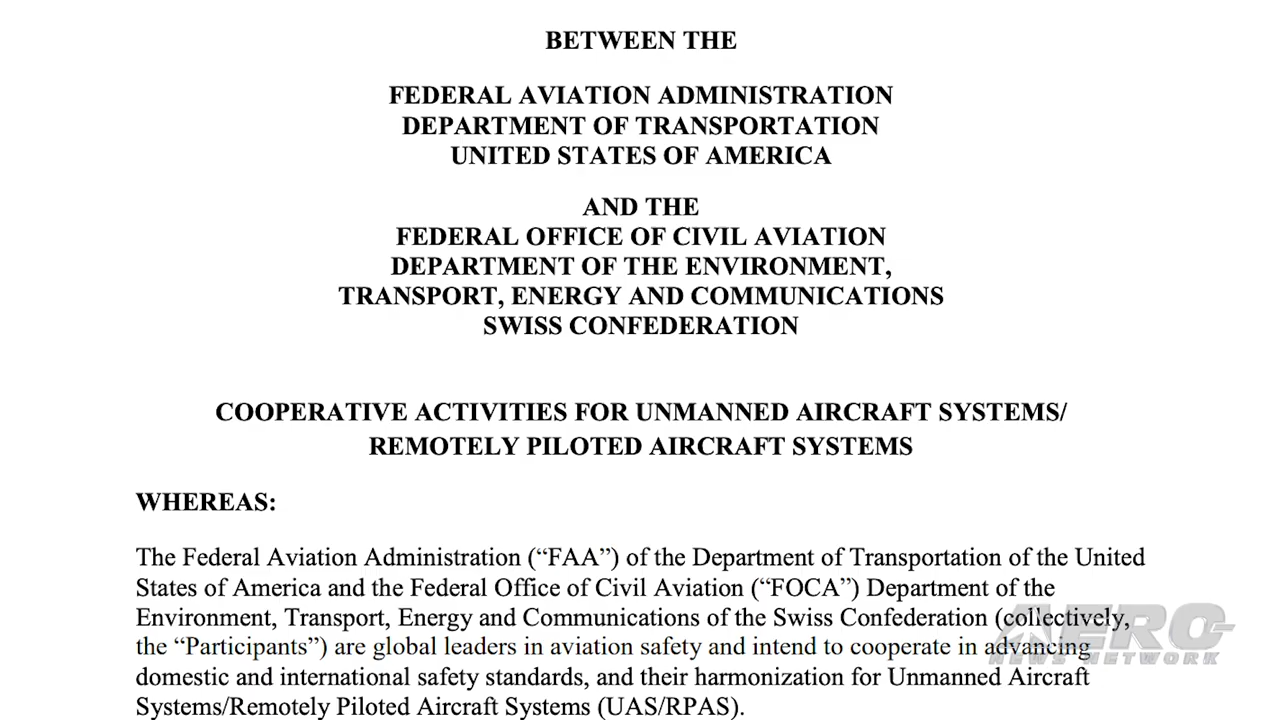 BETWEEN THE
FEDERAL AVIATION ADMINISTRATION
DEPARTMENT OF TRANSPORTATION
UNITED STATES OF AMERICA
AND THE
FEDERAL OFFICE OF CIVIL AVIATION
DEPARTMENT OF THE ENVIRONMENT,
TRANSPORT, ENERGY AND COMMUNICATIONS
SWISS CONFEDERATION
COOPERATIVE ACTIVITIES FOR UNMANNED AIRCRAFT SYSTEMS/
REMOTELY PILOTED AIRCRAFT SYSTEMS
WHEREAS:
The Federal Aviation Administration (“FAA”) of the Department of Transportation of the United
States of America and the Federal Office of Civil Aviation (“FOCA”) Department of the
Environment, Transport, Energy and Communications of the Swiss Confederation (collectively,
the “Participants”) are global leaders in aviation safety and intend to cooperate in advancing
domestic and international safety standards, and their harmonization for Unmanned Aircraft
Systems/Remotely Piloted Aircraft Systems (UAS/RPAS).
AERO
NEWS NETWORK